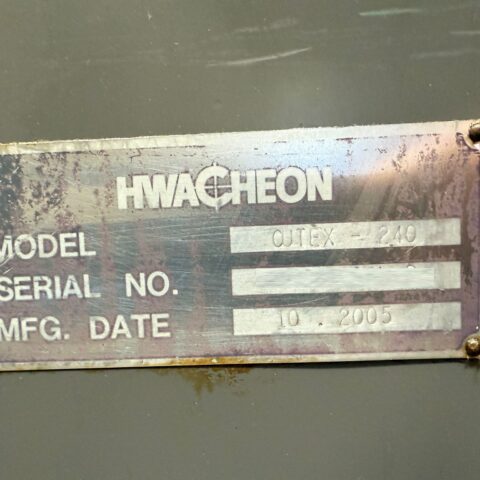 HWACHEON
MODEL CUTEX - 240
SERIAL NO.
MFG. DATE 10 . 2005